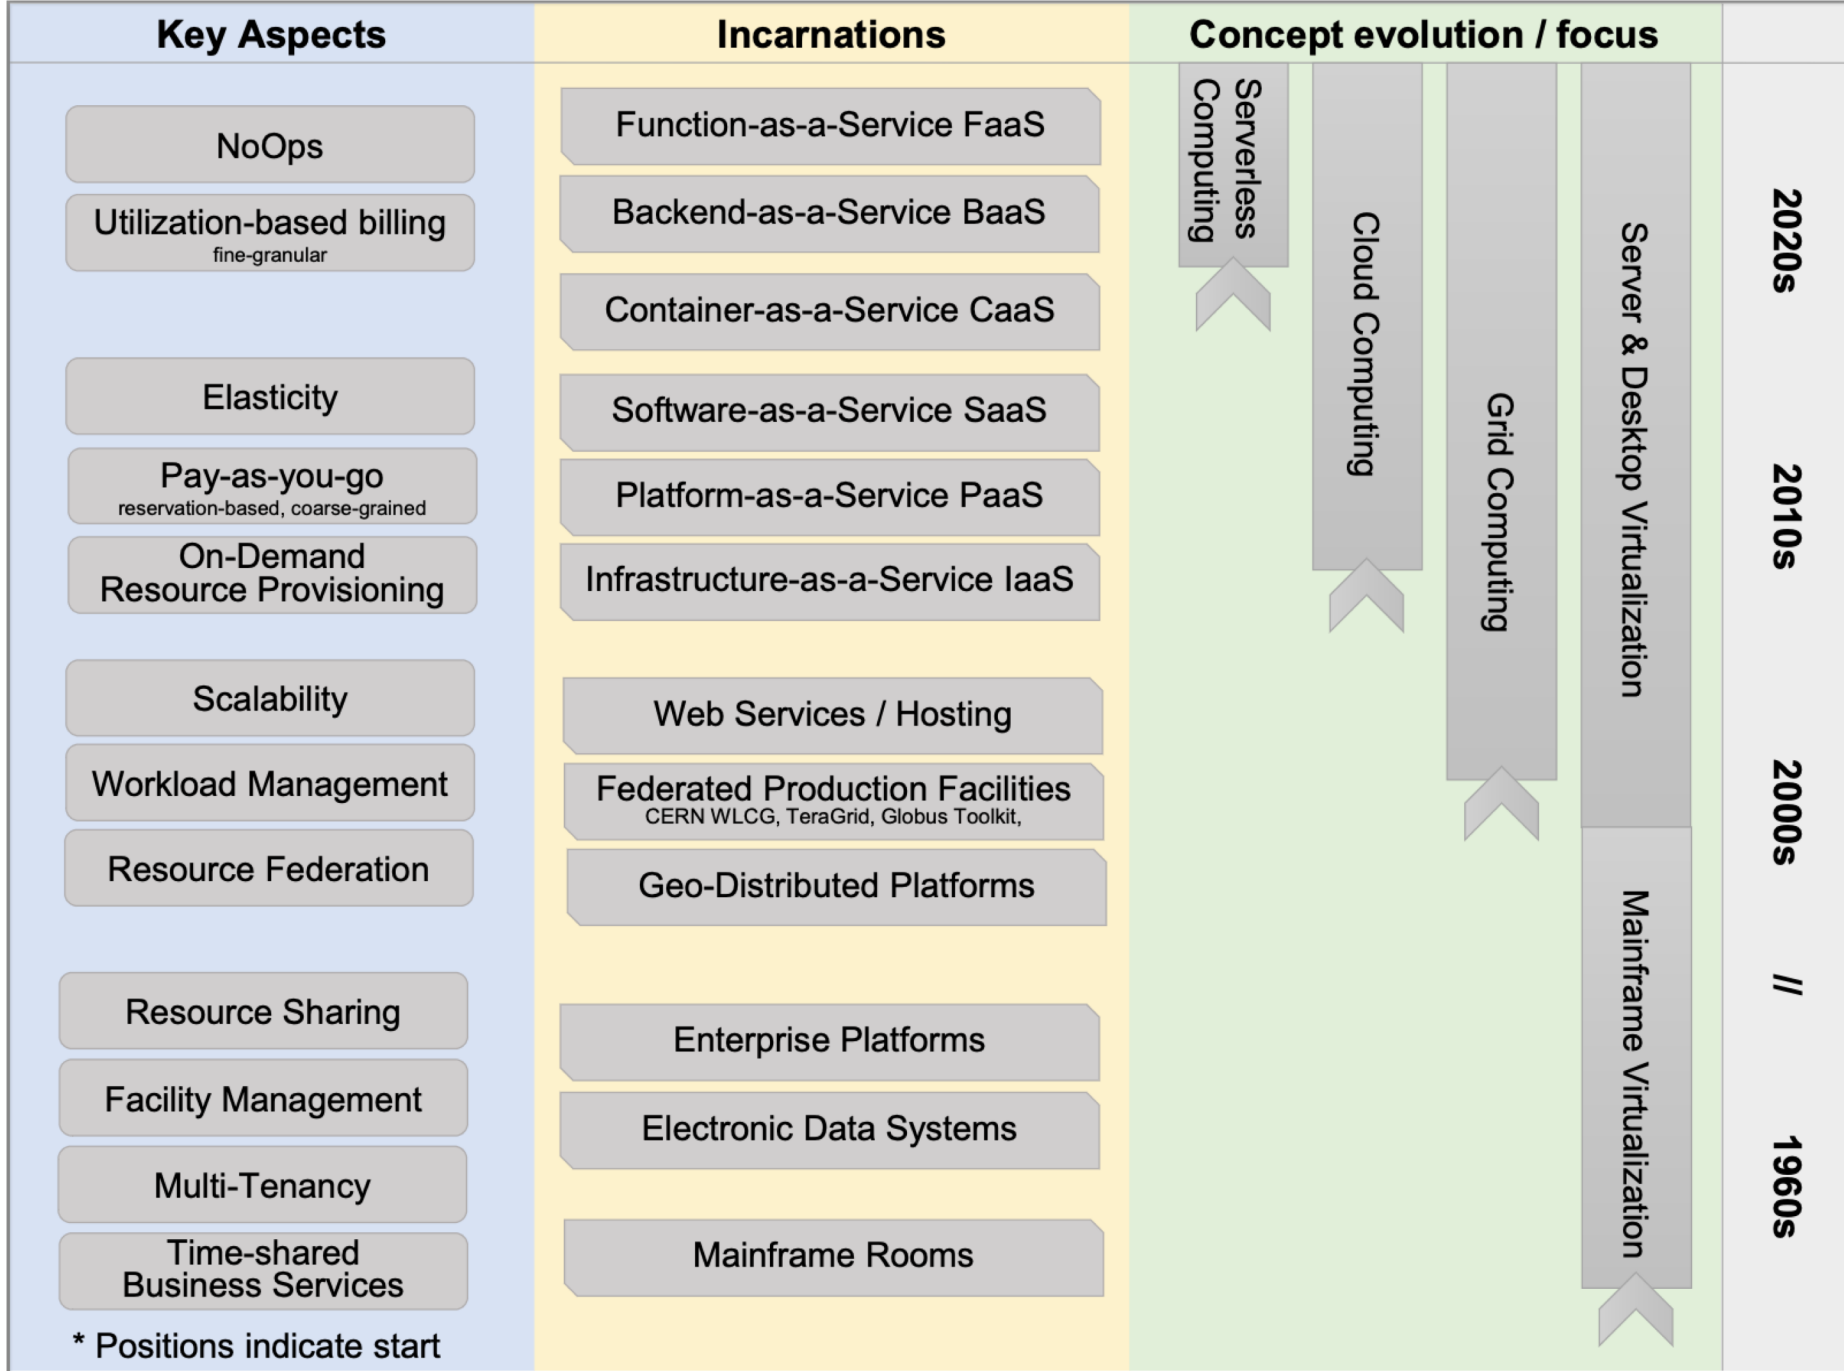 Key Aspects
Incarnations
Concept evolution / focus
NoOps
Utilization-based billing
fine-granular
Elasticity
Pay-as-you-go
reservation-based, coarse-grained
On-Demand
Resource Provisioning
Scalability
Workload Management
Resource Federation
Resource Sharing
Facility Management
Multi-Tenancy
Time-shared
Business Services
* Positions indicate start
Function-as-a-Service FaaS
Backend-as-a-Service BaaS
Container-as-a-Service CaaS
Software-as-a-Service SaaS
Platform-as-a-Service PaaS
Infrastructure-as-a-Service IaaS
Web Services / Hosting
Federated Production Facilities
CERN WLCG, TeraGrid, Globus Toolkit,
Geo-Distributed Platforms
Enterprise Platforms
Electronic Data Systems
Mainframe Rooms
Serverless
Computing
Cloud Computing
Grid Computing
Server & Desktop Virtualization
Mainframe Virtualization
2020s
2010s
2000s
//
1960s